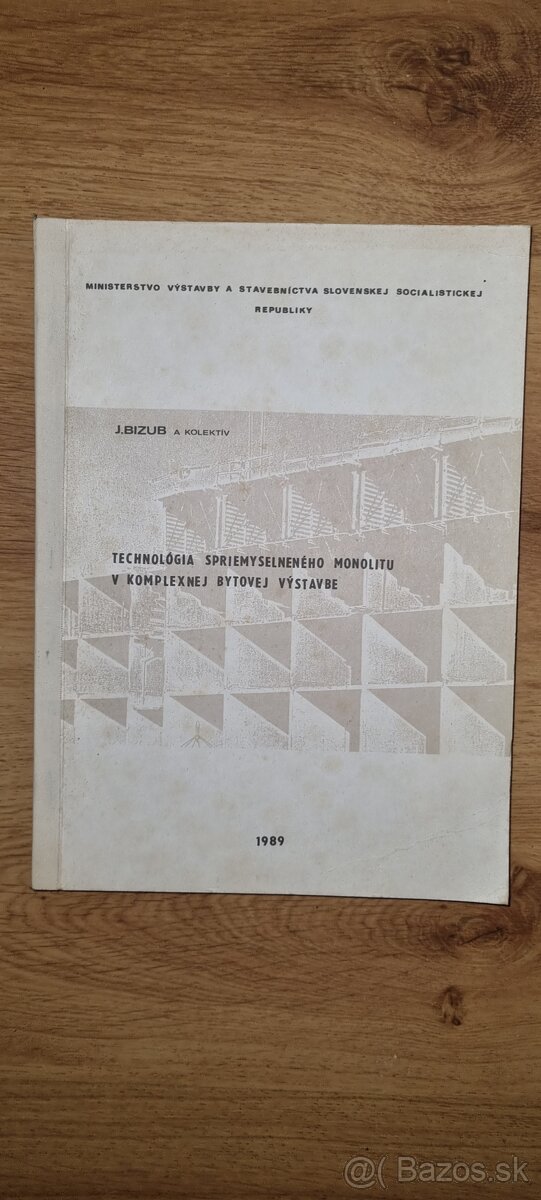 MINISTERSTVO VÝSTAVBY A STAVEBNÍCTVA SLOVENSKEJ SOCIALISTICKEJ
REPUBLIKY
J.BIZUB A KOLEKTÍV
TECHNOLÓGIA SPRIEMYSELNENÉHO MONOLITU
V KOMPLEXNEJ BYTOVEJ VÝSTAVBE
1989
@( Bazos.sk